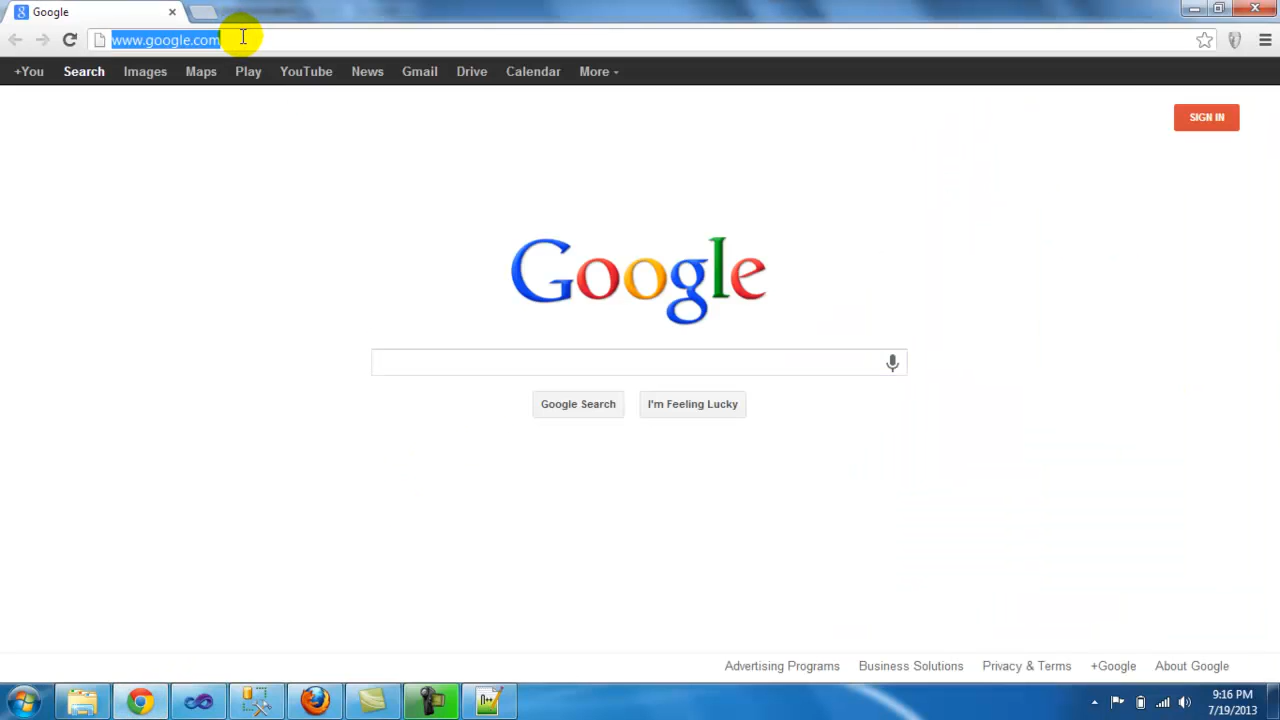 Google
www.google.com
+You Search Images Maps Play YouTube News Gmail Drive Calendar More
SIGN IN
Google
Google Search I'm Feeling Lucky
Advertising Programs Business Solutions Privacy & Terms +Google About Google
9:16 PM
7/19/2013